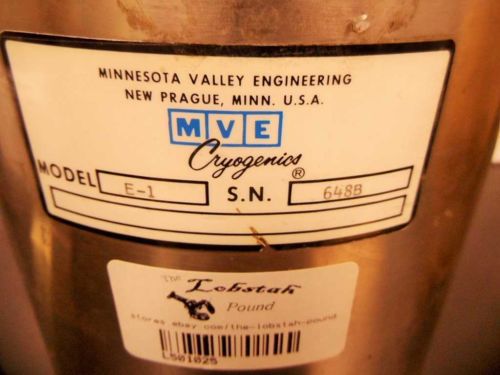 MINNESOTA VALLEY ENGINEERING
NEW PRAGUE, MINN. U.S.A.
MVE
Cryogenics®
MODEL E-1 S.N. 648B
The Lobstah
Pound
stores.ebay.com/the-lobstah-pound
L501025